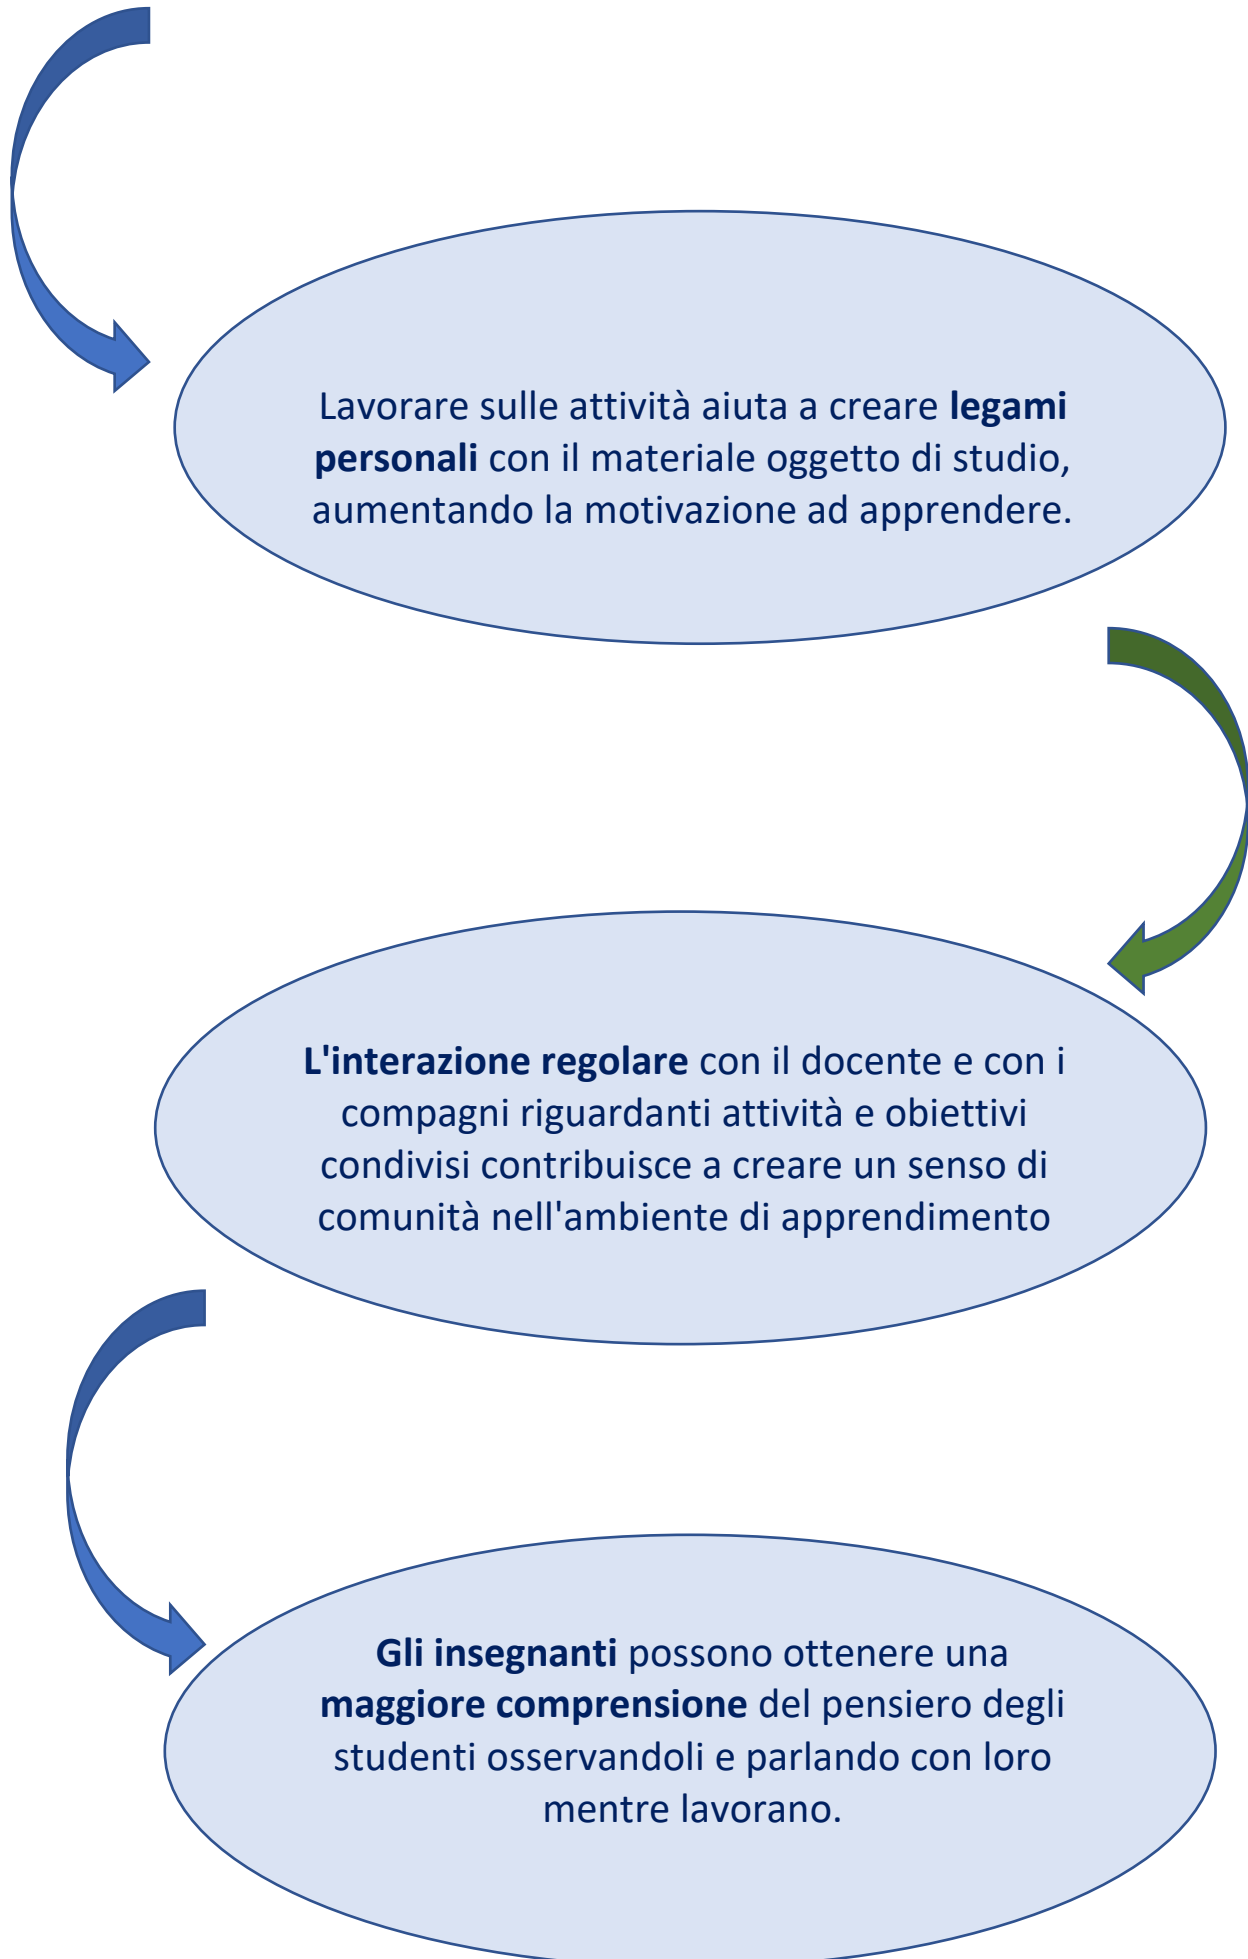 Lavorare sulle attività aiuta a creare legami
personali con il materiale oggetto di studio,
aumentando la motivazione ad apprendere.
L'interazione regolare con il docente e con i
compagni riguardanti attività e obiettivi
condivisi contribuisce a creare un senso di
comunità nell'ambiente di apprendimento
Gli insegnanti possono ottenere una
maggiore comprensione del pensiero degli
studenti osservandoli e parlando con loro
mentre lavorano.